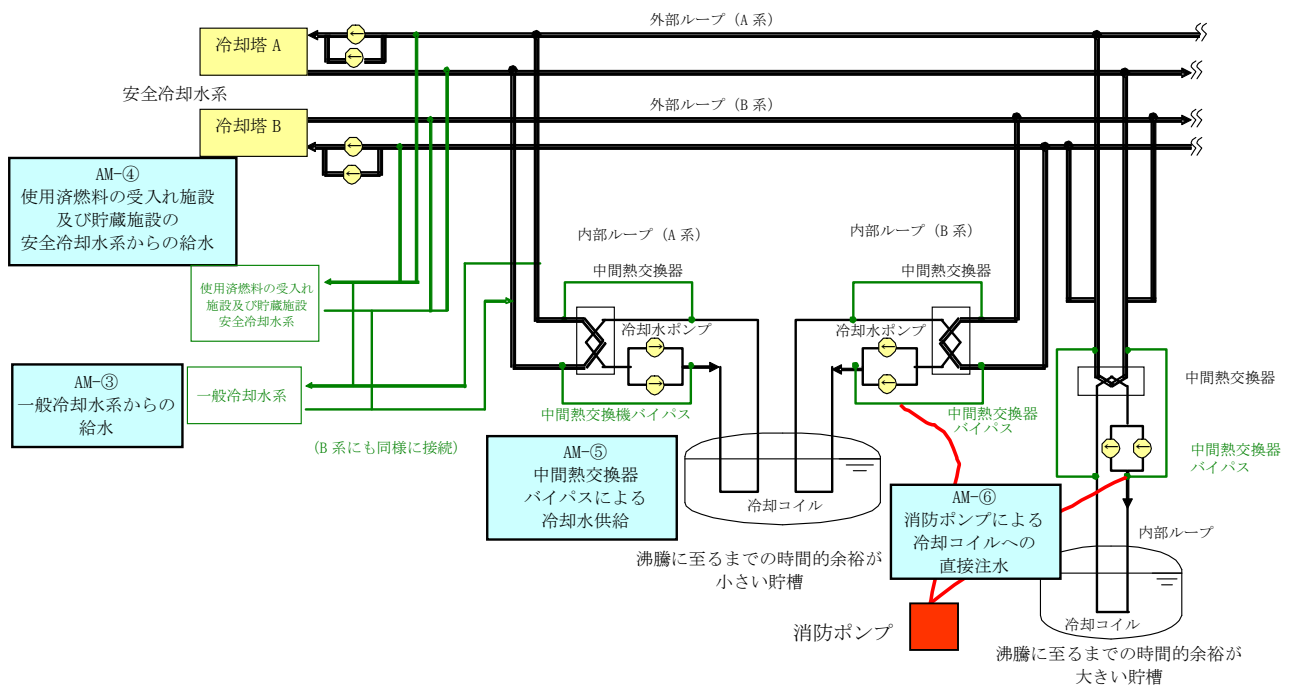 外部ループ（A 系）
冷却塔 A
安全冷却水系
外部ループ（B 系）
冷却塔 B
AM-④
使用済燃料の受入れ施設
及び貯蔵施設の
安全冷却水系からの給水
内部ループ（A 系）
内部ループ（B 系）
中間熱交換器
中間熱交換器
使用済燃料の受入れ
施設及び貯蔵施設
安全冷却水系
冷却水ポンプ
冷却水ポンプ
AM-③
一般冷却水系からの
給水
一般冷却水系
中間熱交換器
中間熱交換機バイパス
中間熱交換器
バイパス
(B 系にも同様に接続)
中間熱交換器
バイパス
AM-⑤
中間熱交換器
バイパスによる
冷却水供給
冷却コイル
AM-⑥
消防ポンプによる
冷却コイルへの
直接注水
内部ループ
沸騰に至るまでの時間的余裕が
小さい貯槽
消防ポンプ
冷却コイル
沸騰に至るまでの時間的余裕が
大きい貯槽